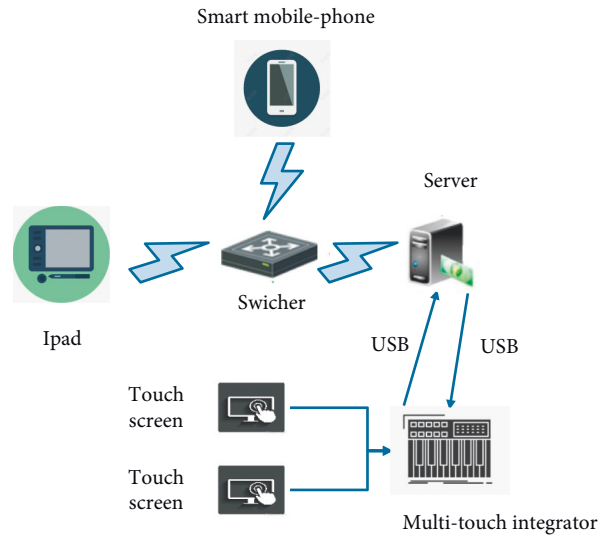 Smart mobile-phone
Server
Swicher
Ipad
USB
USB
Touch
screen
Touch
screen
Multi-touch integrator